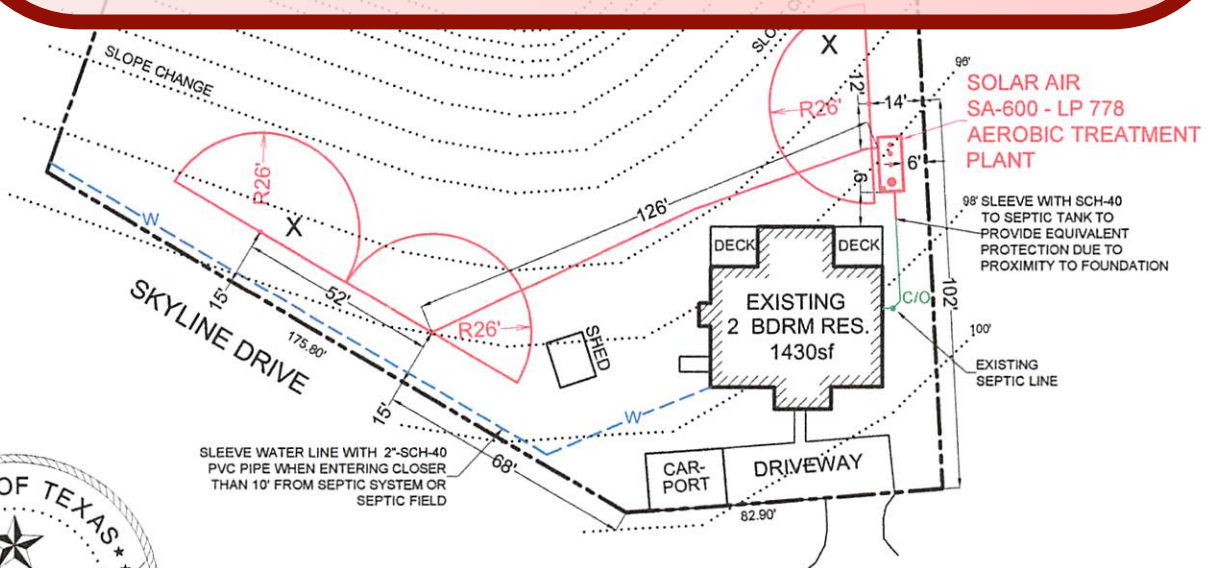 SLOPE CHANGE
X
96'
SOLAR AIR
SA-600 - LP 778
AEROBIC TREATMENT
PLANT
12'
14'
R26'
6'
9'
R26'
X
W
126'
98'
SLEEVE WITH SCH-40
TO SEPTIC TANK TO
PROVIDE EQUIVALENT
PROTECTION DUE TO
PROXIMITY TO FOUNDATION
DECK
DECK
15'
52'
SKYLINE DRIVE
175.80'
R26'
SHED
EXISTING
2 BDRM RES.
1430sf
C/O
102'
100'
EXISTING
SEPTIC LINE
15'
W
68'
SLEEVE WATER LINE WITH 2"-SCH-40
PVC PIPE WHEN ENTERING CLOSER
THAN 10' FROM SEPTIC SYSTEM OR
SEPTIC FIELD
CAR-
PORT
DRIVEWAY
82.90'
OF TEXAS